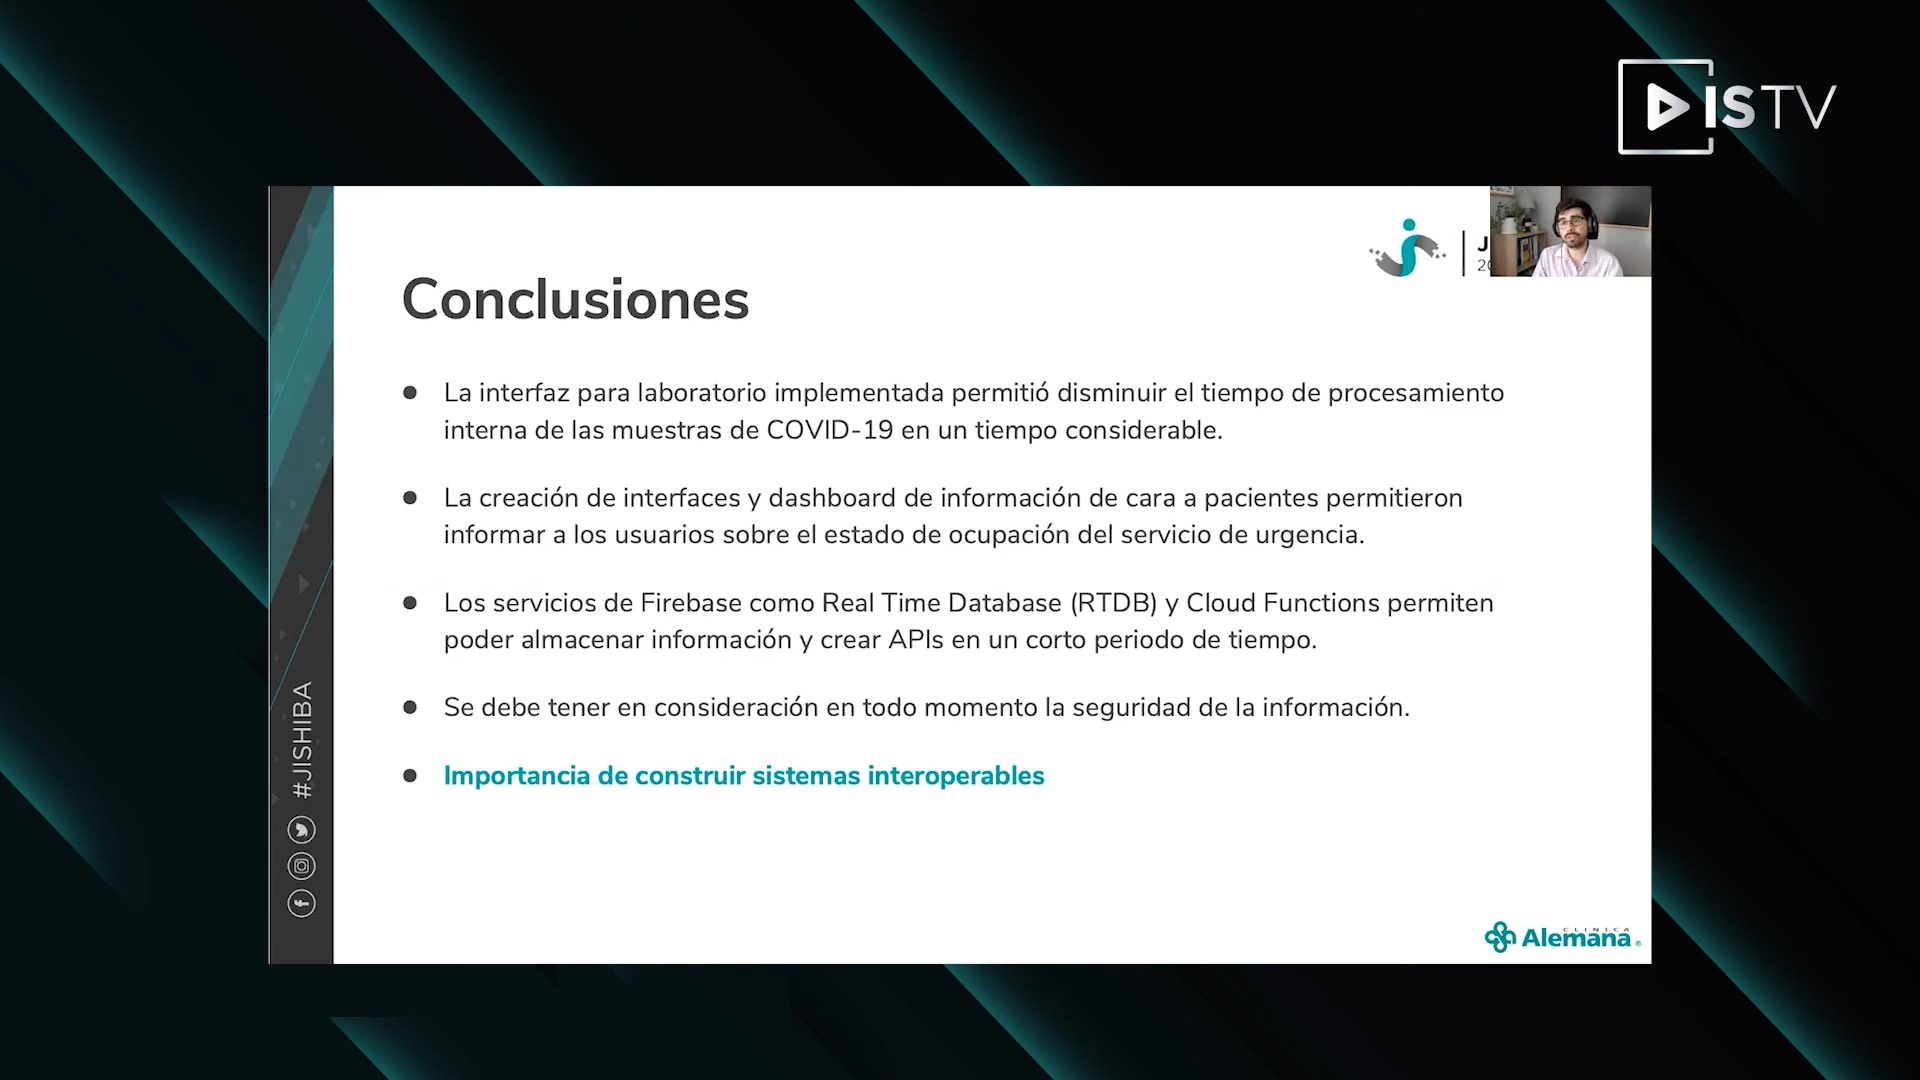 ISTV
J
20
Conclusiones
● La interfaz para laboratorio implementada permitió disminuir el tiempo de procesamiento
interna de las muestras de COVID-19 en un tiempo considerable.
● La creación de interfaces y dashboard de información de cara a pacientes permitieron
informar a los usuarios sobre el estado de ocupación del servicio de urgencia.
● Los servicios de Firebase como Real Time Database (RTDB) y Cloud Functions permiten
poder almacenar información y crear APIs en un corto periodo de tiempo.
● Se debe tener en consideración en todo momento la seguridad de la información.
● Importancia de construir sistemas interoperables
#JISHIBA
CLINICA
Alemana